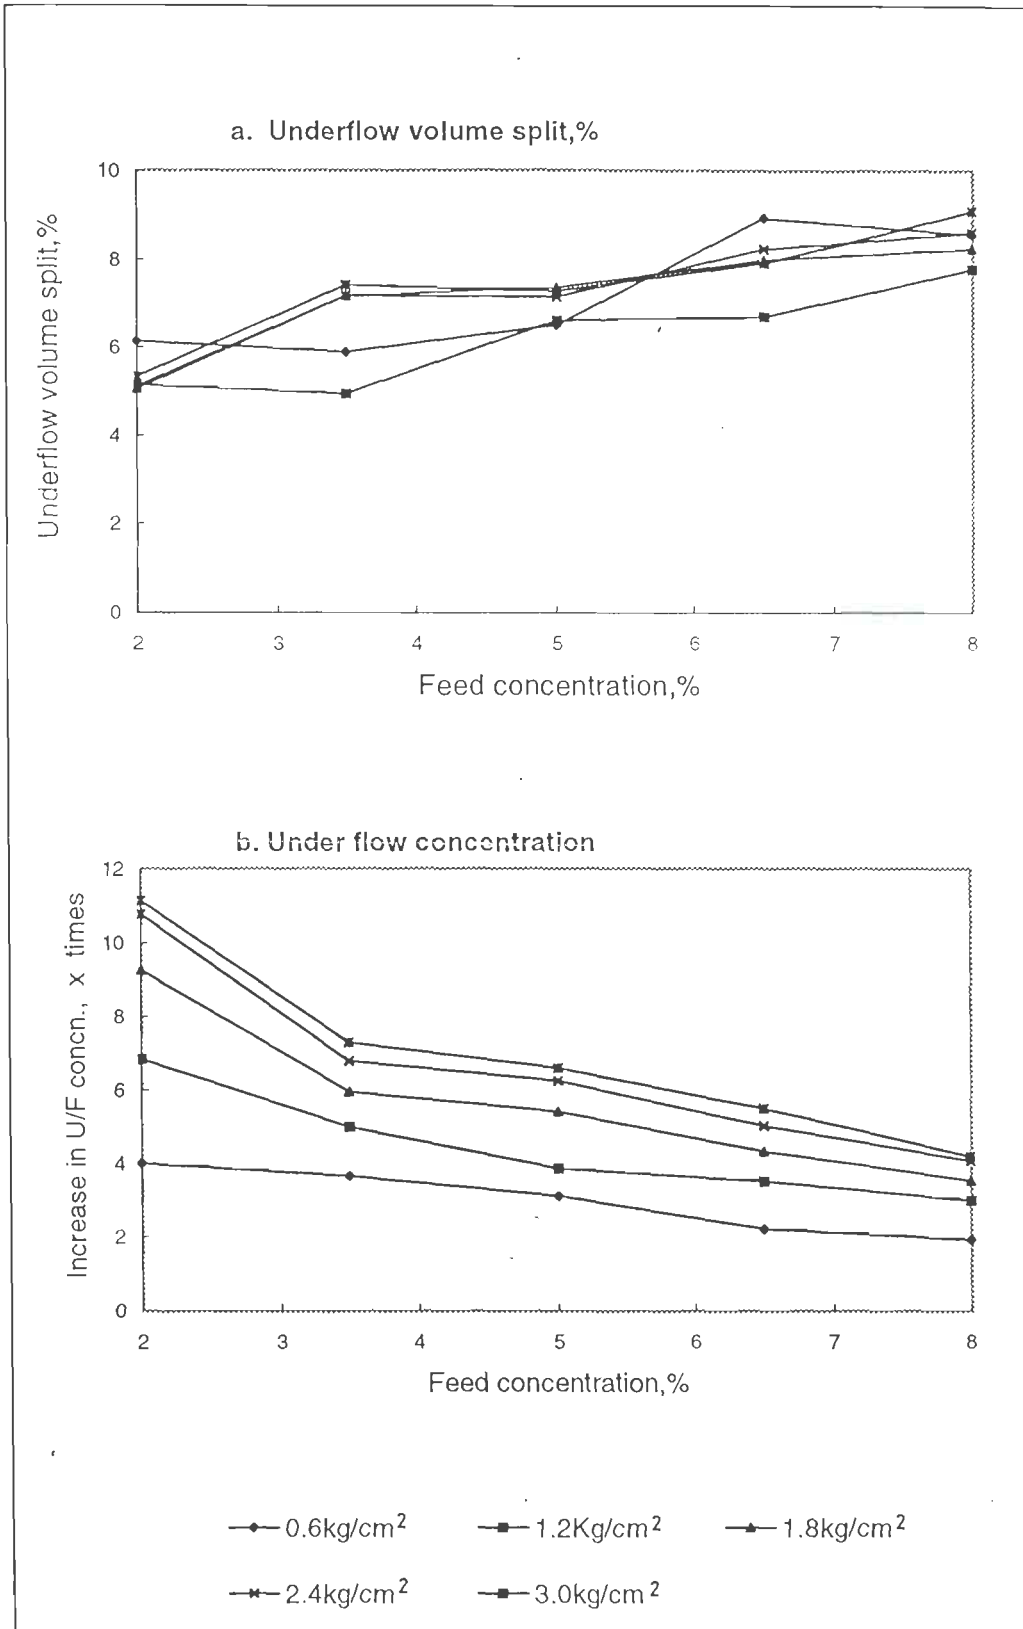 a. Underflow volume split,%
10
8
6
4
2
0
Underflow volume split,%
2 3 4 5 6 7 8
Feed concentration,%
b. Under flow concentration
12
10
8
6
4
2
0
Increase in U/F concn., x times
2 3 4 5 6 7 8
Feed concentration,%
0.6kg/cm² 1.2Kg/cm² 1.8kg/cm²
2.4kg/cm² 3.0kg/cm²